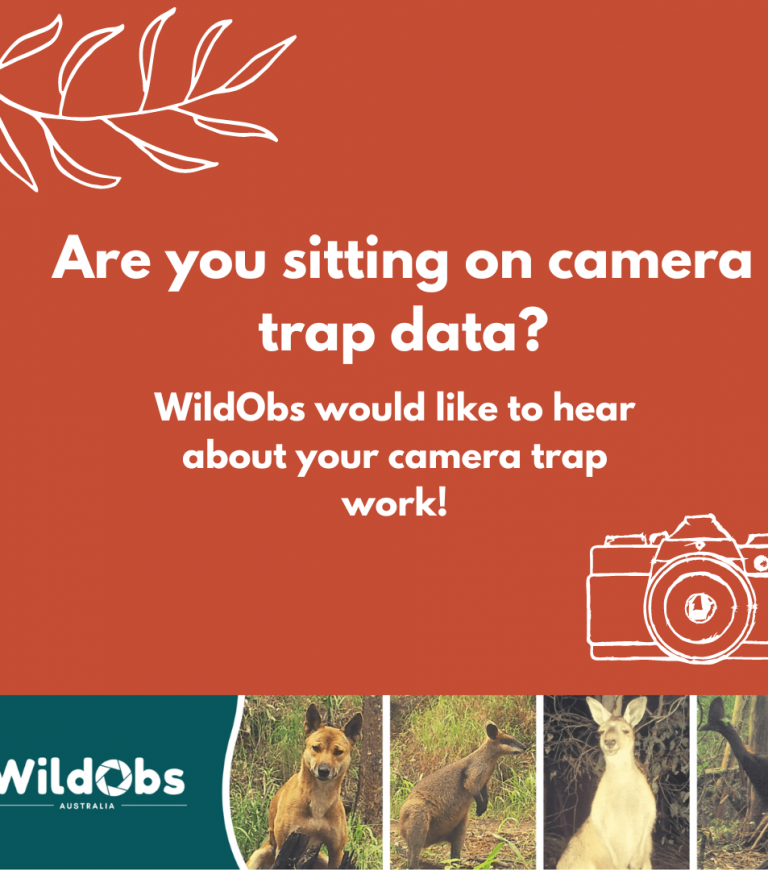 Are you sitting on camera
trap data?
WildObs would like to hear
about your camera trap
work!
WildObs
AUSTRALIA